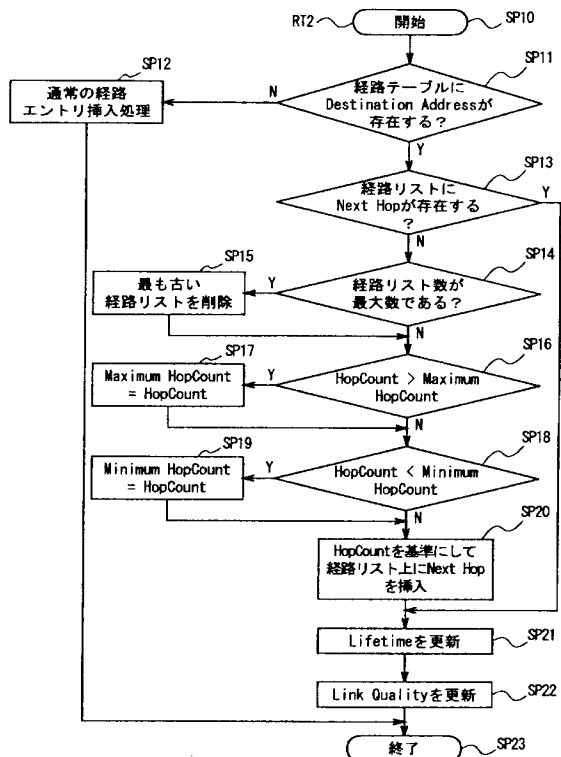 RT2
開始
SP10
SP11
経路テーブルに
Destination Addressが
存在する?
N
Y
SP12
通常の経路
エントリ挿入処理
SP13
経路リストに
Next Hopが存在する
?
Y
N
SP14
経路リスト数が
最大数である?
Y
N
SP15
最も古い
経路リストを削除
SP16
HopCount > Maximum
HopCount
Y
N
SP17
Maximum HopCount
= HopCount
SP18
HopCount < Minimum
HopCount
Y
N
SP19
Minimum HopCount
= HopCount
SP20
HopCountを基準にして
経路リスト上にNext Hop
を挿入
Lifetimeを更新
SP21
Link Qualityを更新
SP22
終了
SP23